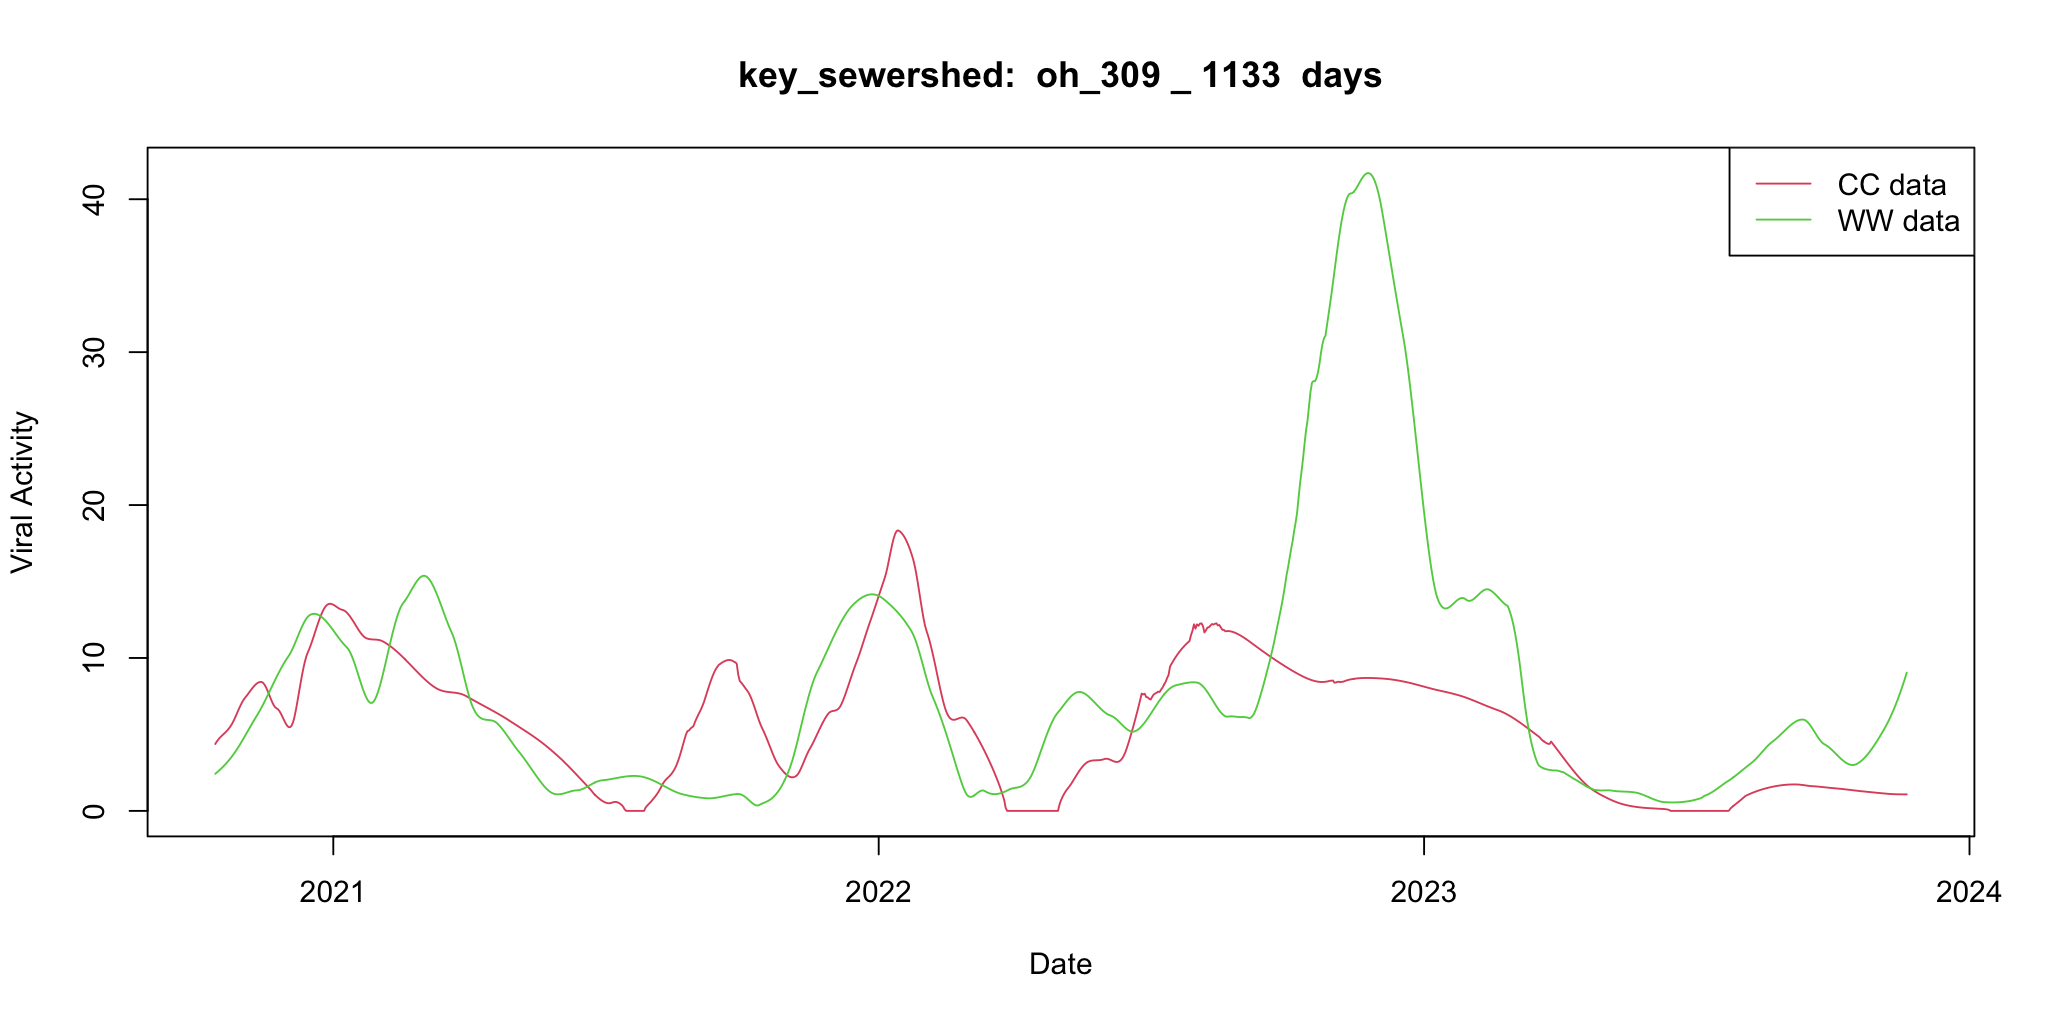 key_sewershed:  oh_309 _ 1133  days
CC data
WW data
Viral Activity
40
30
20
10
0
2021
2022
2023
2024
Date